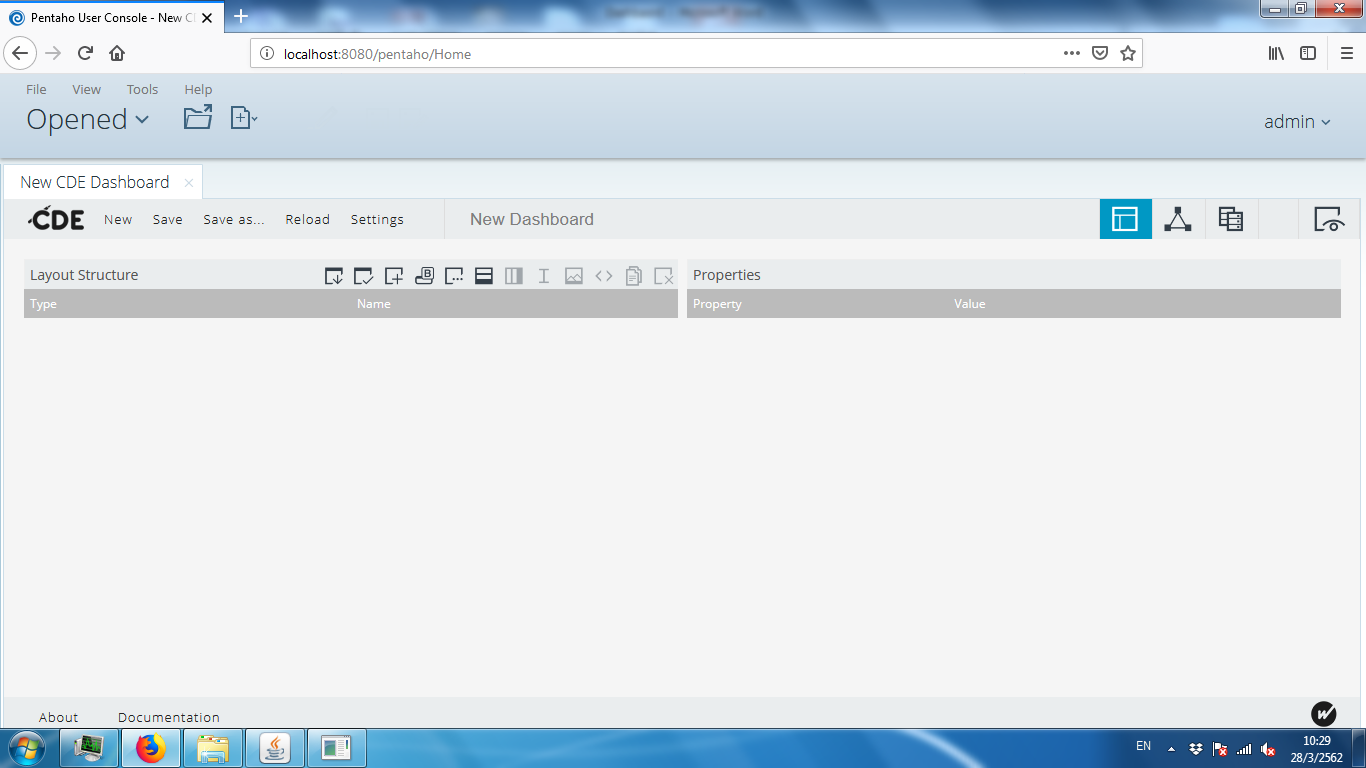 Pentaho User Console - New C
localhost:8080/pentaho/Home
File View Tools Help
Opened
admin
New CDE Dashboard
CDE New Save Save as... Reload Settings New Dashboard
Layout Structure
Properties
Type Name
Property Value
About Documentation
EN
10:29
28/3/2562